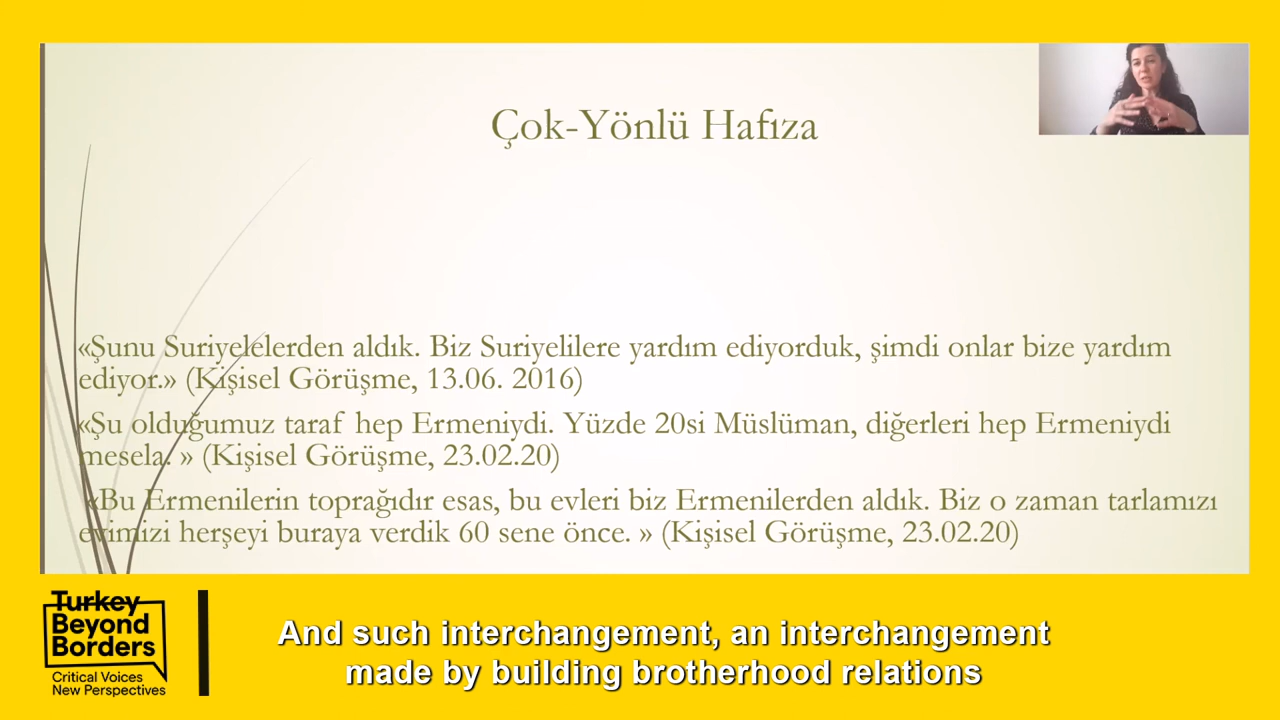 Çok-Yönlü Hafıza
«Şunu Suriyelelerden aldık. Biz Suriyelilere yardım ediyorduk, şimdi onlar bize yardım
ediyor.» (Kişisel Görüşme, 13.06. 2016)
«Şu olduğumuz taraf hep Ermeniydi. Yüzde 20si Müslüman, diğerleri hep Ermeniydi
mesela. » (Kişisel Görüşme, 23.02.20)
«Bu Ermenilerin toprağıdır esas, bu evleri biz Ermenilerden aldık. Biz o zaman tarlamızı
evimizi herşeyi buraya verdik 60 sene önce. » (Kişisel Görüşme, 23.02.20)
Turkey
Beyond
Borders
Critical Voices
New Perspectives
And such interchangement, an interchangement
made by building brotherhood relations